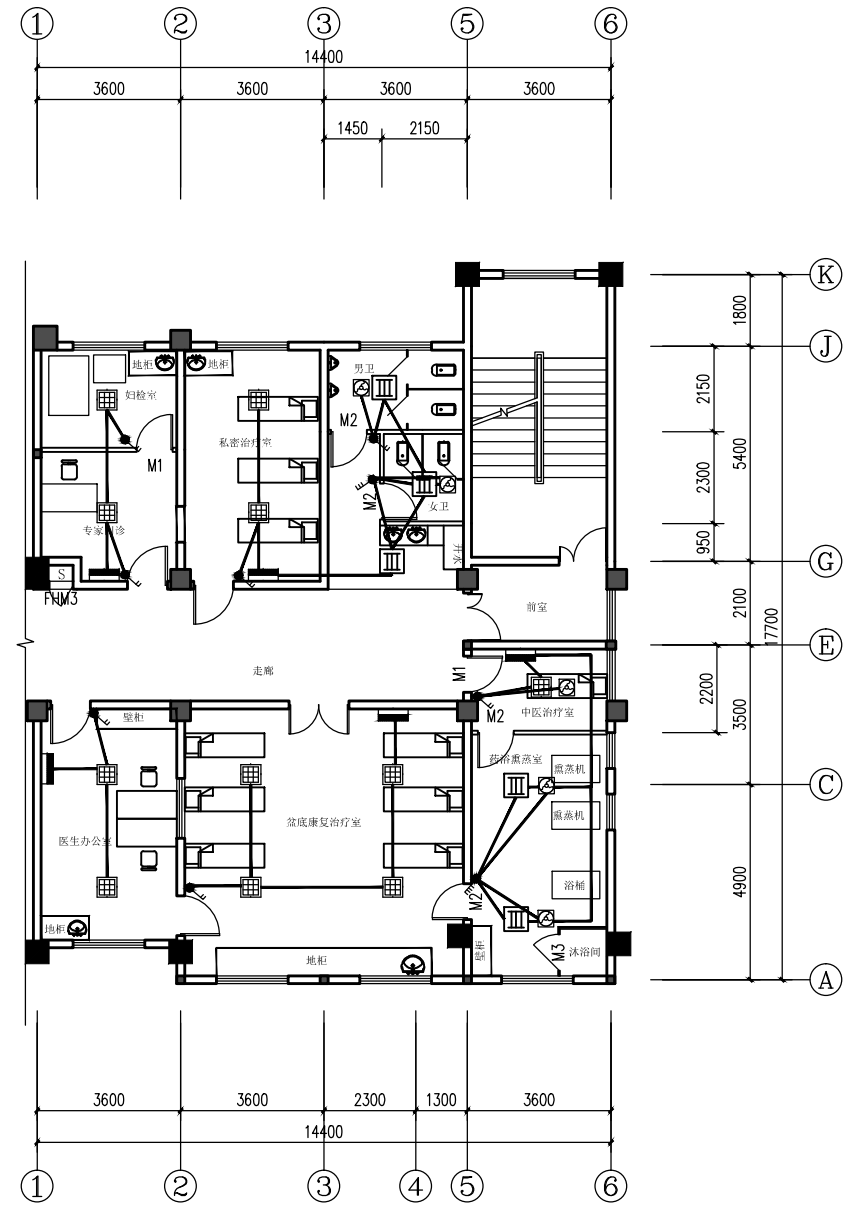 1 2 3 5 6
14400
3600 3600 3600 3600
1450 2150
K
1800
J
地柜 地柜 男卫
妇检室
2150
M2
私密治疗室
5400
M1
N
2300
M2
女卫
专家门诊
950
开水
G
S
FHM3
前室
2100
17700
E
走廊
M1
2200
中医治疗室
M2
壁柜
3500
药浴熏蒸室
熏蒸机
C
熏蒸机
盆底康复治疗室
医生办公室
4900
浴桶
M2
地柜
M3
沐浴间
壁柜
地柜
A
3600 3600 2300 1300 3600
14400
1 2 3 4 5 6